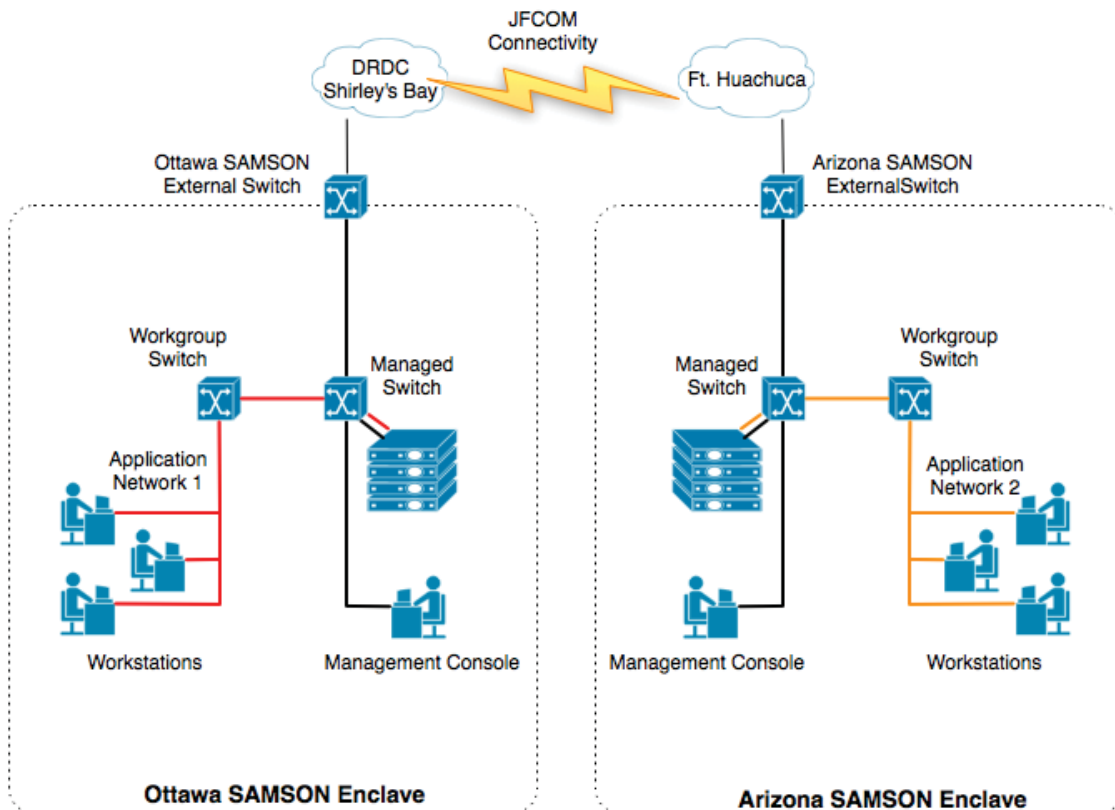 JFCOM
Connectivity
DRDC
Shirley's Bay
Ft. Huachuca
Ottawa SAMSON
External Switch
Arizona SAMSON
ExternalSwitch
Workgroup
Switch
Managed
Switch
Managed
Switch
Workgroup
Switch
Application
Network 1
Application
Network 2
Workstations
Management Console
Management Console
Workstations
Ottawa SAMSON Enclave
Arizona SAMSON Enclave